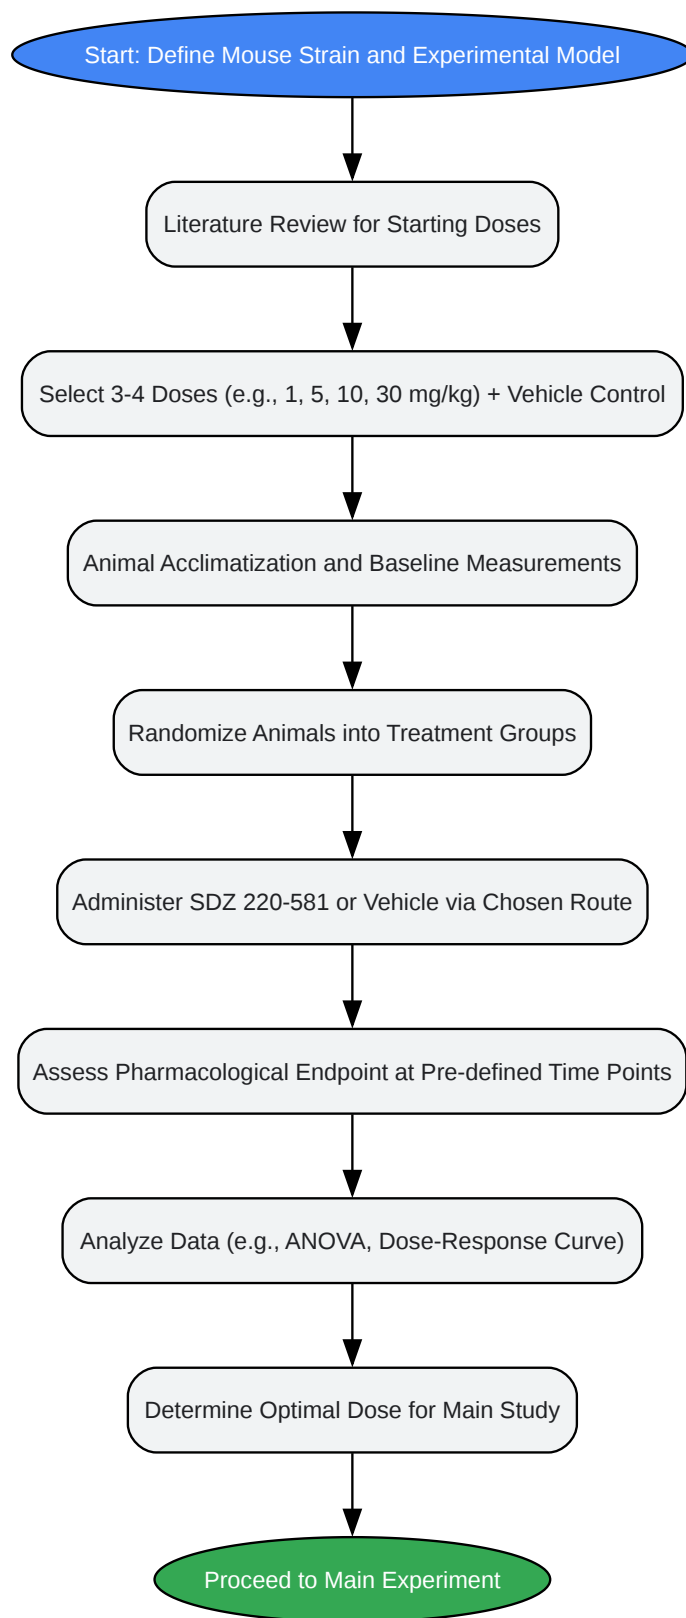 Start: Define Mouse Strain and Experimental Model
Literature Review for Starting Doses
Select 3-4 Doses (e.g., 1, 5, 10, 30 mg/kg) + Vehicle Control
Animal Acclimatization and Baseline Measurements
Randomize Animals into Treatment Groups
Administer SDZ 220-581 or Vehicle via Chosen Route
Assess Pharmacological Endpoint at Pre-defined Time Points
Analyze Data (e.g., ANOVA, Dose-Response Curve)
Determine Optimal Dose for Main Study
Proceed to Main Experiment